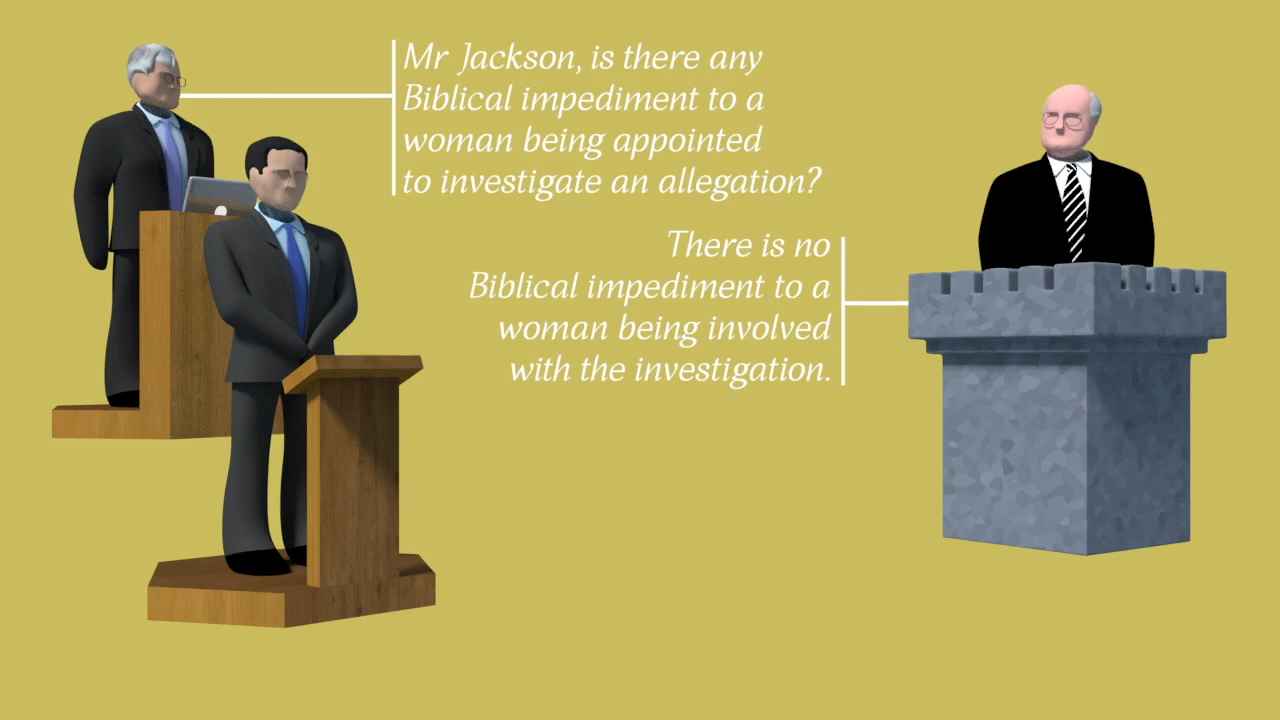 Mr Jackson, is there any
Biblical impediment to a
woman being appointed
to investigate an allegation?
There is no
Biblical impediment to a
woman being involved
with the investigation.